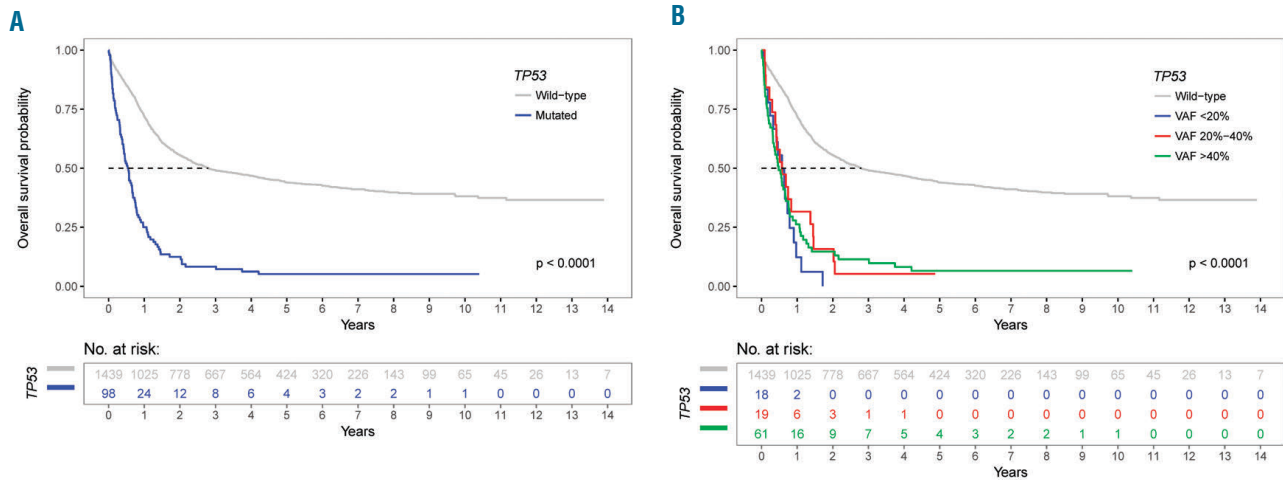 A
Overall survival probability
1.00
0.75
0.50
0.25
0.00
TP53
Wild-type
Mutated
p < 0.0001
0 1 2 3 4 5 6 7 8 9 10 11 12 13 14
Years
No. at risk:
TP53
1439 1025 778 667 564 424 320 226 143 99 65 45 26 13 7
98 24 12 8 6 4 3 2 2 1 1 0 0 0 0
0 1 2 3 4 5 6 7 8 9 10 11 12 13 14
Years
B
Overall survival probability
1.00
0.75
0.50
0.25
0.00
TP53
Wild-type
VAF <20%
VAF 20%-40%
VAF >40%
p < 0.0001
0 1 2 3 4 5 6 7 8 9 10 11 12 13 14
Years
No. at risk:
TP53
1439 1025 778 667 564 424 320 226 143 99 65 45 26 13 7
18 2 0 0 0 0 0 0 0 0 0 0 0 0 0
19 6 3 1 1 0 0 0 0 0 0 0 0 0 0
61 16 9 7 5 4 3 2 2 1 1 0 0 0 0
0 1 2 3 4 5 6 7 8 9 10 11 12 13 14
Years